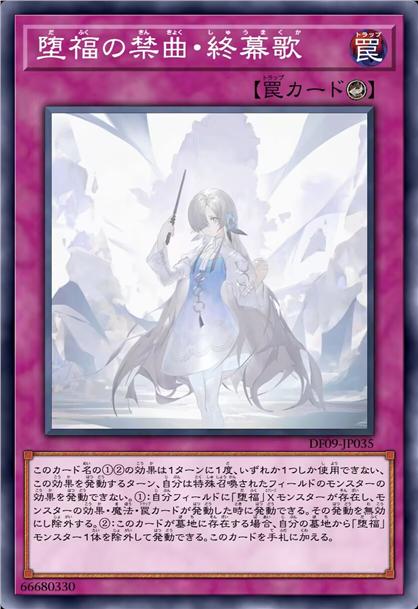 堕福の禁曲・終幕歌
罠
【罠カード】
DF09-JP035
このカード名の①②の効果は1ターンに1度、いずれか1つしか使用できない。
この効果を発動するターン、自分は特殊召喚されたフィールドのモンスター
の効果を発動できない。①:自分フィールドに「堕福」Xモンスターが存在し、モ
ンスターの効果・魔法・罠カードが発動した時に発動できる。その発動を無効
にし除外する。②:このカードが墓地に存在する場合、自分の墓地から「堕福」
モンスター1体を除外して発動できる。このカードを手札に加える。
66680330